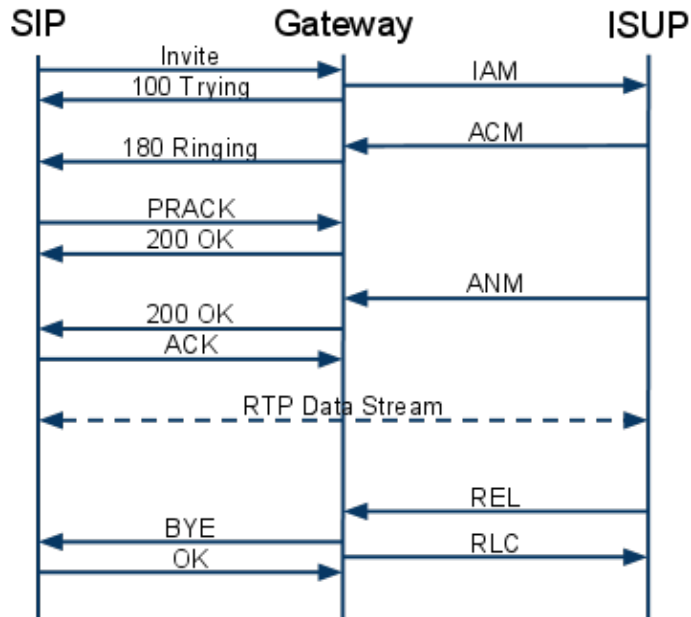 SIP Gateway ISUP
Invite
IAM
100 Trying
ACM
180 Ringing
PRACK
200 OK
ANM
200 OK
ACK
RTP Data Stream
REL
BYE
RLC
OK